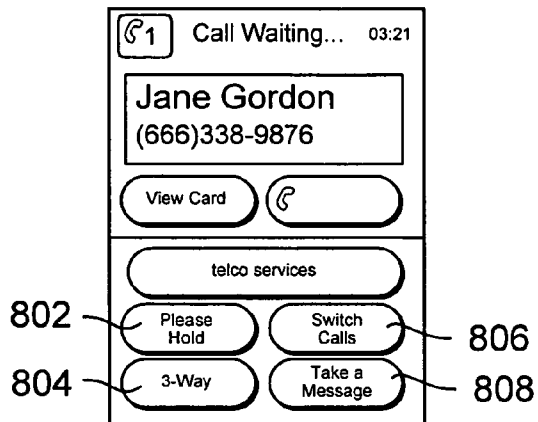 1 Call Waiting... 03:21
Jane Gordon
(666)338-9876
View Card
telco services
802 Please Hold Switch Calls 806
804 3-Way Take a Message 808